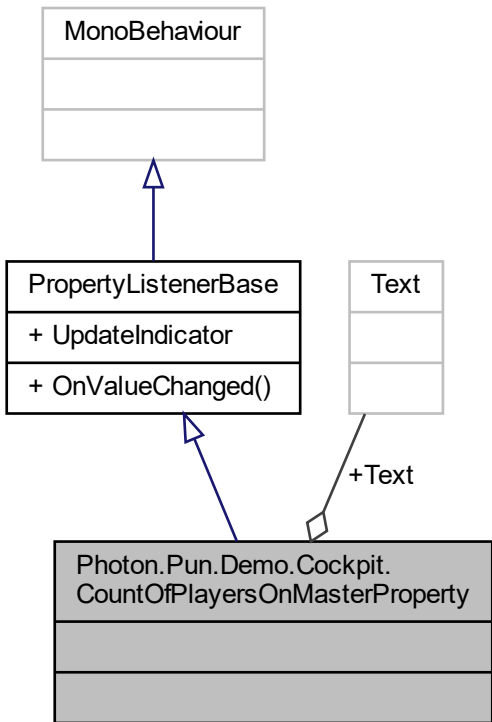 MonoBehaviour
PropertyListenerBase
+ UpdateIndicator
+ OnValueChanged()
Text
+Text
Photon.Pun.Demo.Cockpit.
CountOfPlayersOnMasterProperty